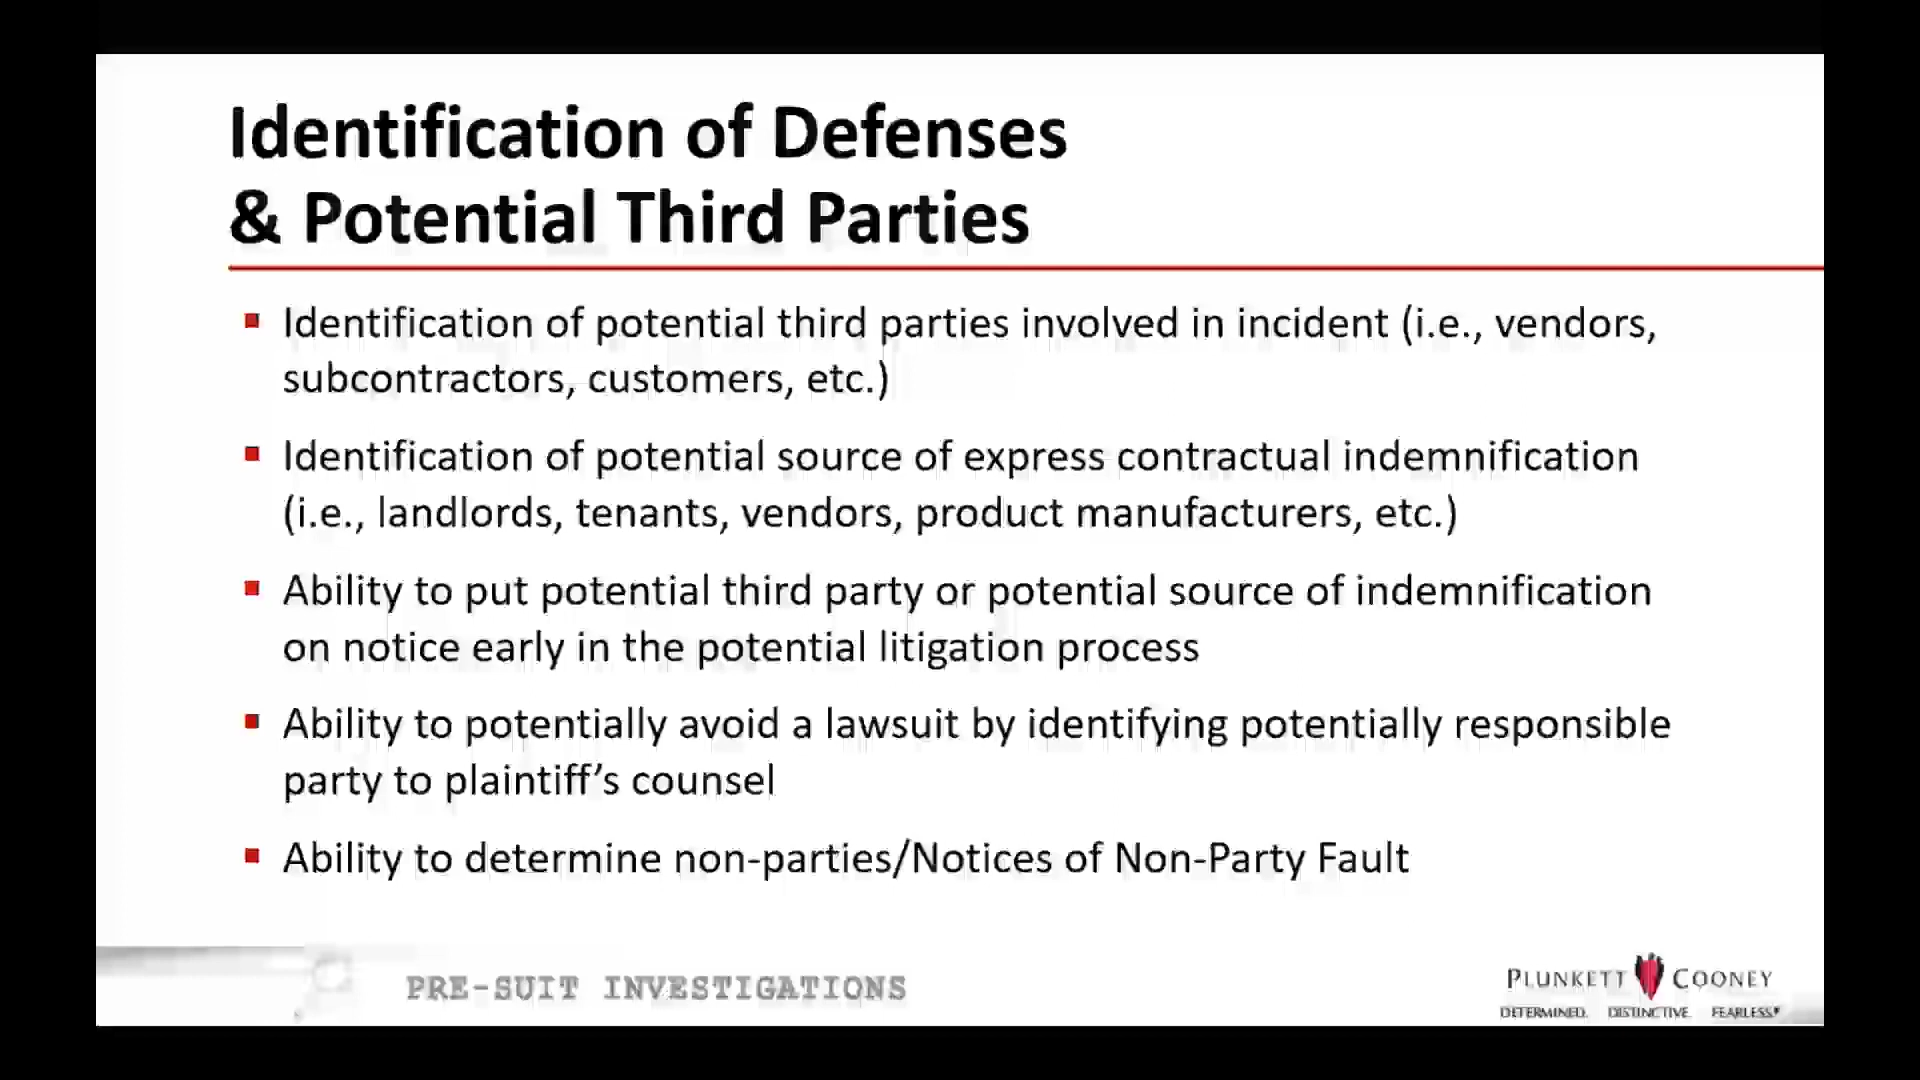 Identification of Defenses
& Potential Third Parties
▪ Identification of potential third parties involved in incident (i.e., vendors,
subcontractors, customers, etc.)
▪ Identification of potential source of express contractual indemnification
(i.e., landlords, tenants, vendors, product manufacturers, etc.)
▪ Ability to put potential third party or potential source of indemnification
on notice early in the potential litigation process
▪ Ability to potentially avoid a lawsuit by identifying potentially responsible
party to plaintiff’s counsel
▪ Ability to determine non-parties/Notices of Non-Party Fault
PRE-SUIT INVESTIGATIONS
PLUNKETT COONEY
DETERMINED. DISTINCTIVE. FEARLESS.